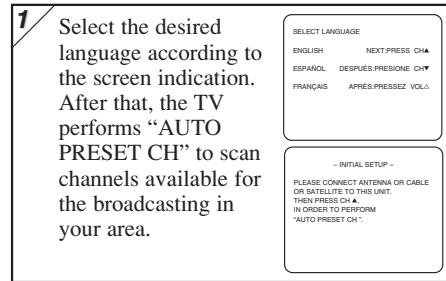 1
Select the desired
language according to
the screen indication.
After that, the TV
performs “AUTO
PRESET CH” to scan
channels available for
the broadcasting in
your area.
SELECT LANGUAGE
ENGLISH NEXT:PRESS CH▲
ESPAÑOL DESPUÉS:PRESIONE CH▼
FRANÇAIS APRÈS:PRESSEZ VOL△
– INITIAL SETUP –
PLEASE CONNECT ANTENNA OR CABLE
OR SATELLITE TO THIS UNIT.
THEN PRESS CH ▲,
IN ORDER TO PERFORM
“AUTO PRESET CH ”.